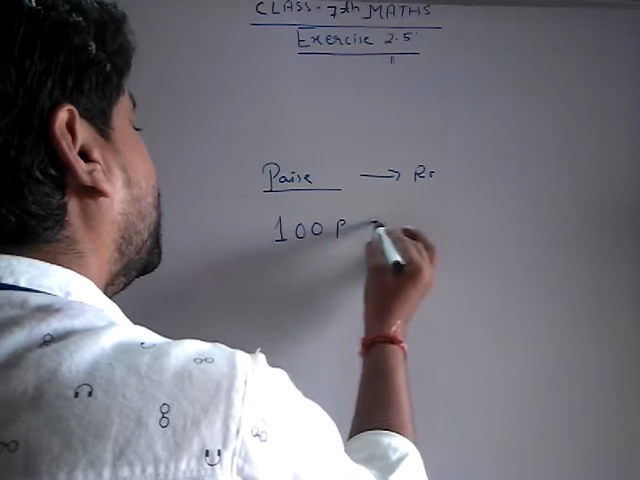 CLASS - 7th MATHS
Exercise 2.5
Paise → Rs
100 P